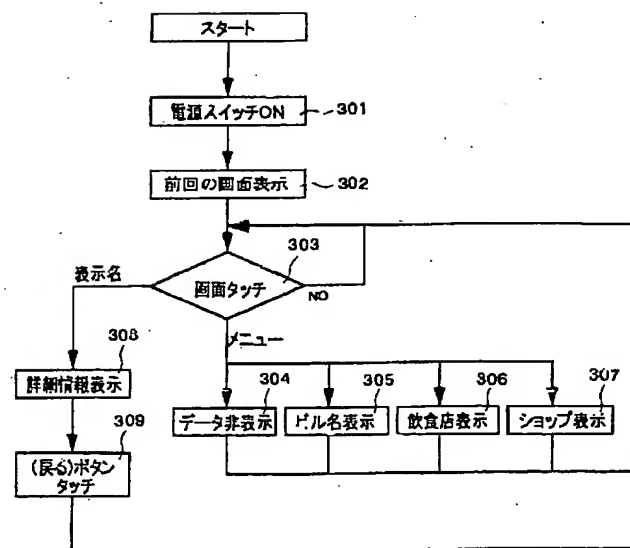 スタート
電源スイッチON
301
前回の画面表示
302
303
表示名
画面タッチ
NO
メニュー
308
詳細情報表示
304
305
306
307
データ非表示
ビル名表示
飲食店表示
ショップ表示
309
(戻る)ボタン
タッチ